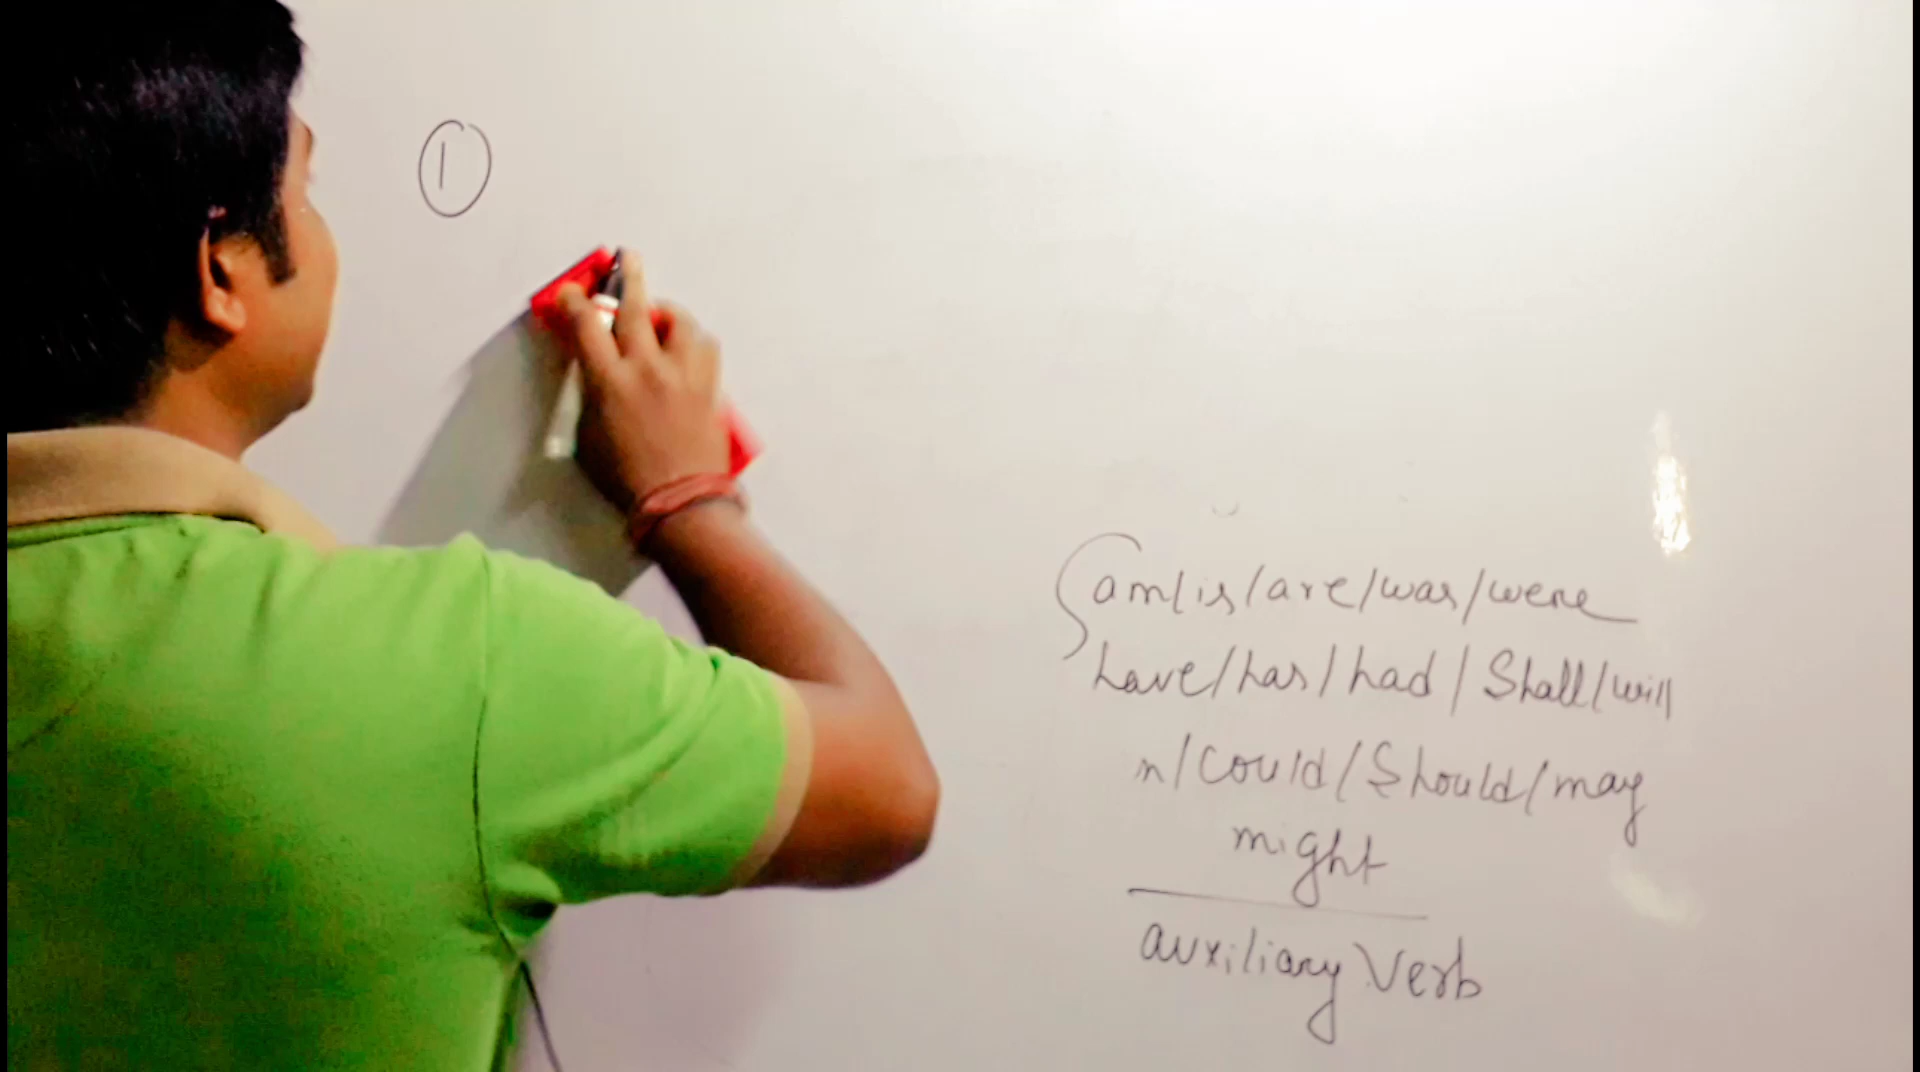 ①
am/is/are/was/were
have/has/had/Shall/will
n/could/Should/may
might
auxiliary Verb